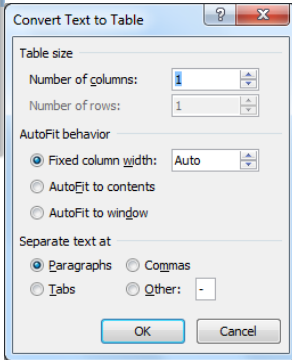 Convert Text to Table
Table size
Number of columns: 1
Number of rows: 1
AutoFit behavior
Fixed column width: Auto
AutoFit to contents
AutoFit to window
Separate text at
Paragraphs Commas
Tabs Other: -
OK Cancel